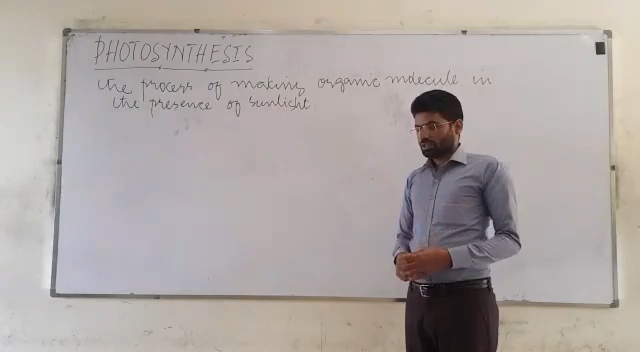 PHOTOSYNTHESIS
the process of making organic molecule in
the presence of sunlight.